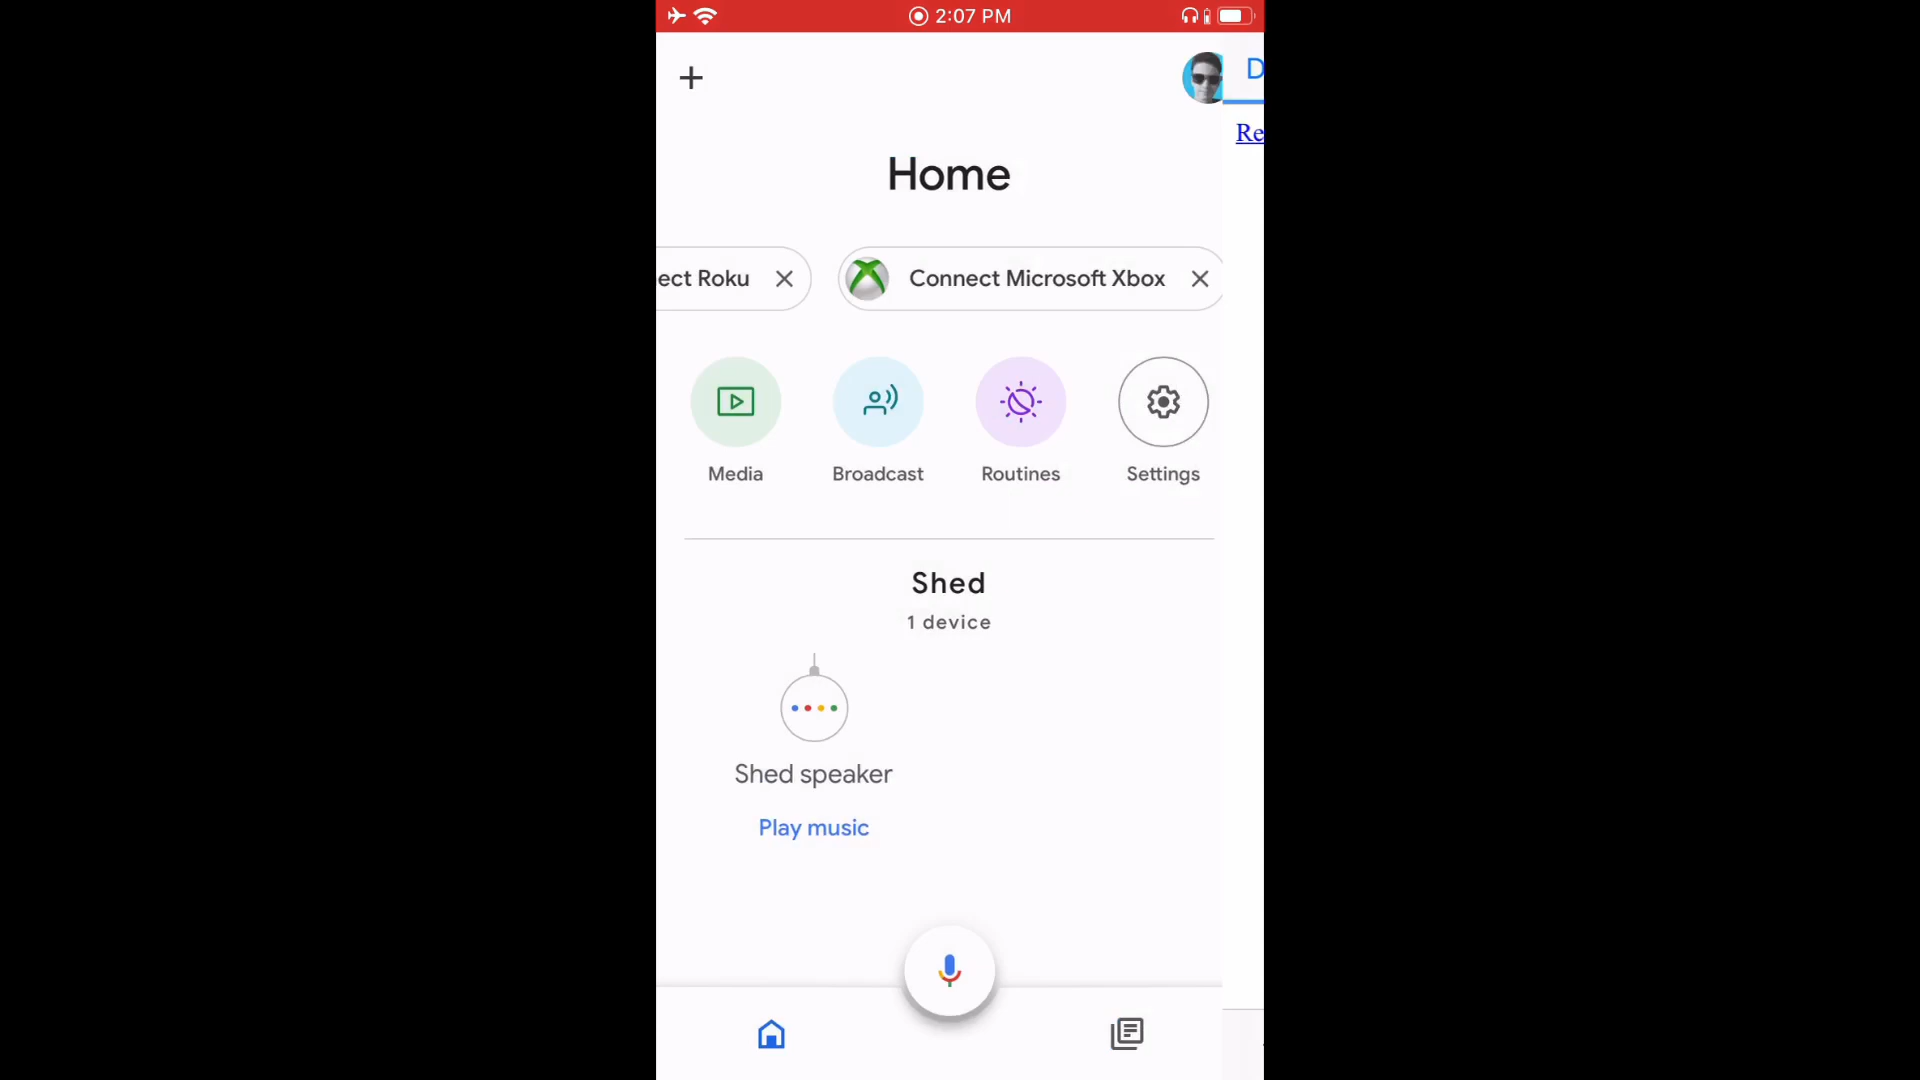 2:07 PM
D
Re
Home
ect Roku
Connect Microsoft Xbox
Media
Broadcast
Routines
Settings
Shed
1 device
Shed speaker
Play music